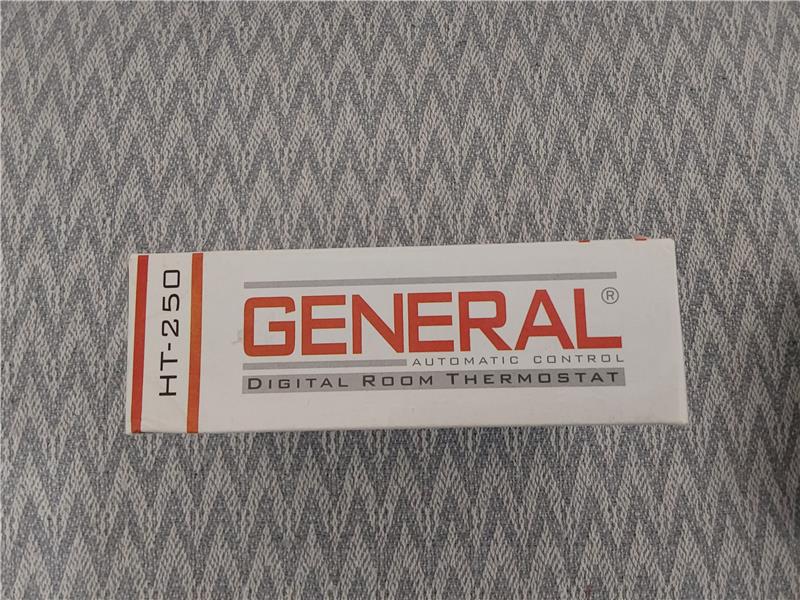 HT-250
GENERAL®
AUTOMATIC CONTROL
DIGITAL ROOM THERMOSTAT